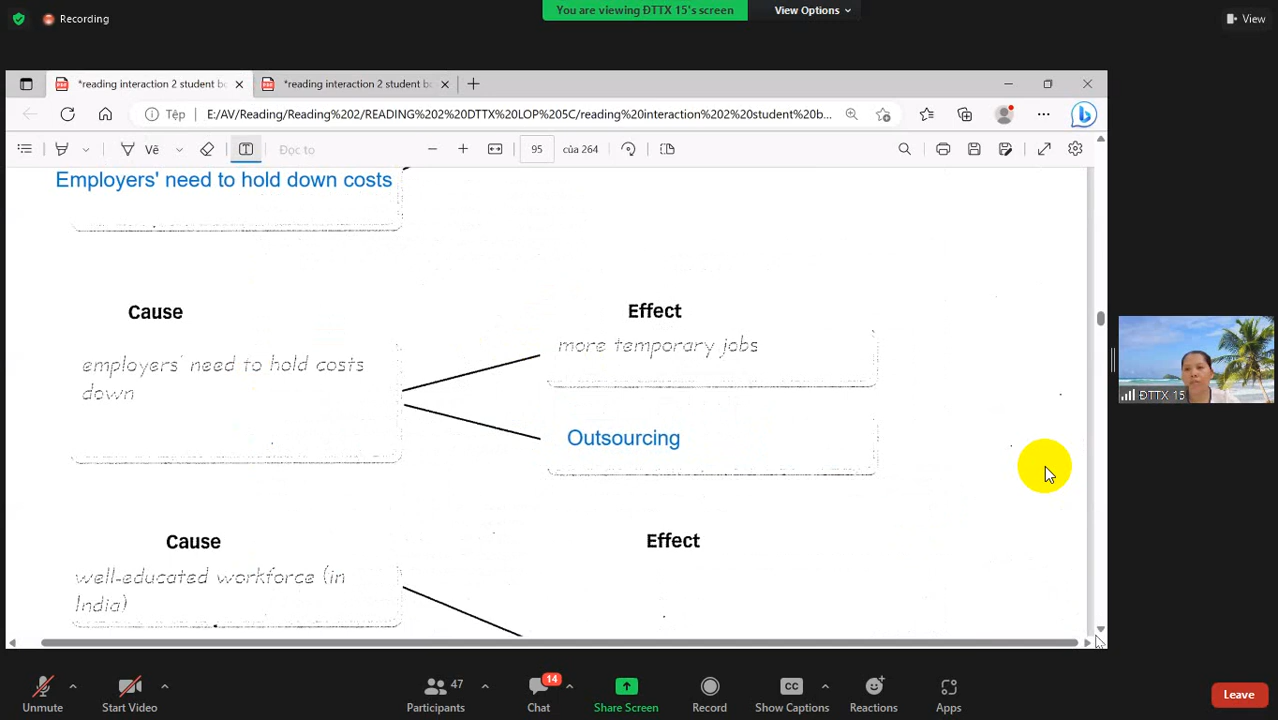 Recording
You are viewing ĐTTX 15's screen
View Options
View
*reading interaction 2 student bo
*reading interaction 2 student bo
Tệp
E:/AV/Reading/Reading%202/READING%202%20DTTX%20LOP%205C/reading%20interaction%202%20student%20b...
Vẽ
Đọc to
95
của 264
Employers' need to hold down costs
Cause
Effect
employers' need to hold costs
down
more temporary jobs
Outsourcing
Cause
Effect
well-educated workforce (in
India)
ĐTTX 15
Unmute
Start Video
47
Participants
14
Chat
Share Screen
Record
CC
Show Captions
Reactions
Apps
Leave